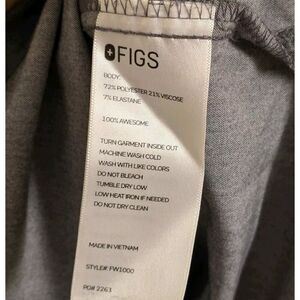 FIGS
BODY:
72% POLYESTER 21% VISCOSE
7% ELASTANE
100% AWESOME
TURN GARMENT INSIDE OUT
MACHINE WASH COLD
WASH WITH LIKE COLORS
DO NOT BLEACH
TUMBLE DRY LOW
LOW HEAT IRON IF NEEDED
DO NOT DRY CLEAN
MADE IN VIETNAM
STYLE# FW1000
PO# 2263